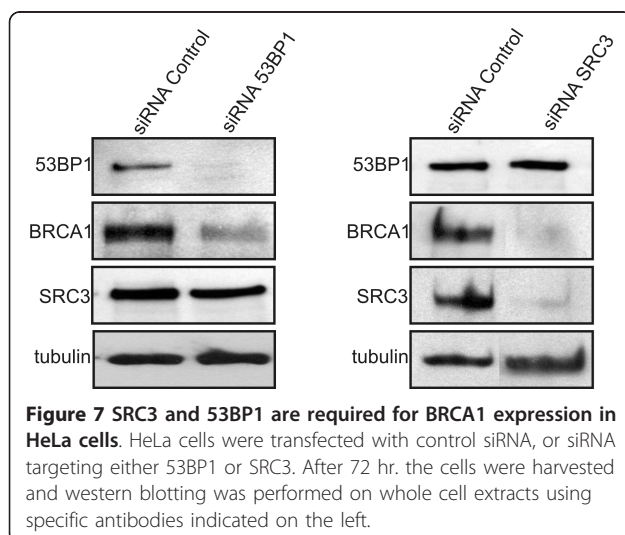 siRNA Control
siRNA 53BP1
53BP1
BRCA1
SRC3
tubulin
siRNA Control
siRNA SRC3
53BP1
BRCA1
SRC3
tubulin
Figure 7 SRC3 and 53BP1 are required for BRCA1 expression in
HeLa cells. HeLa cells were transfected with control siRNA, or siRNA
targeting either 53BP1 or SRC3. After 72 hr. the cells were harvested
and western blotting was performed on whole cell extracts using
specific antibodies indicated on the left.